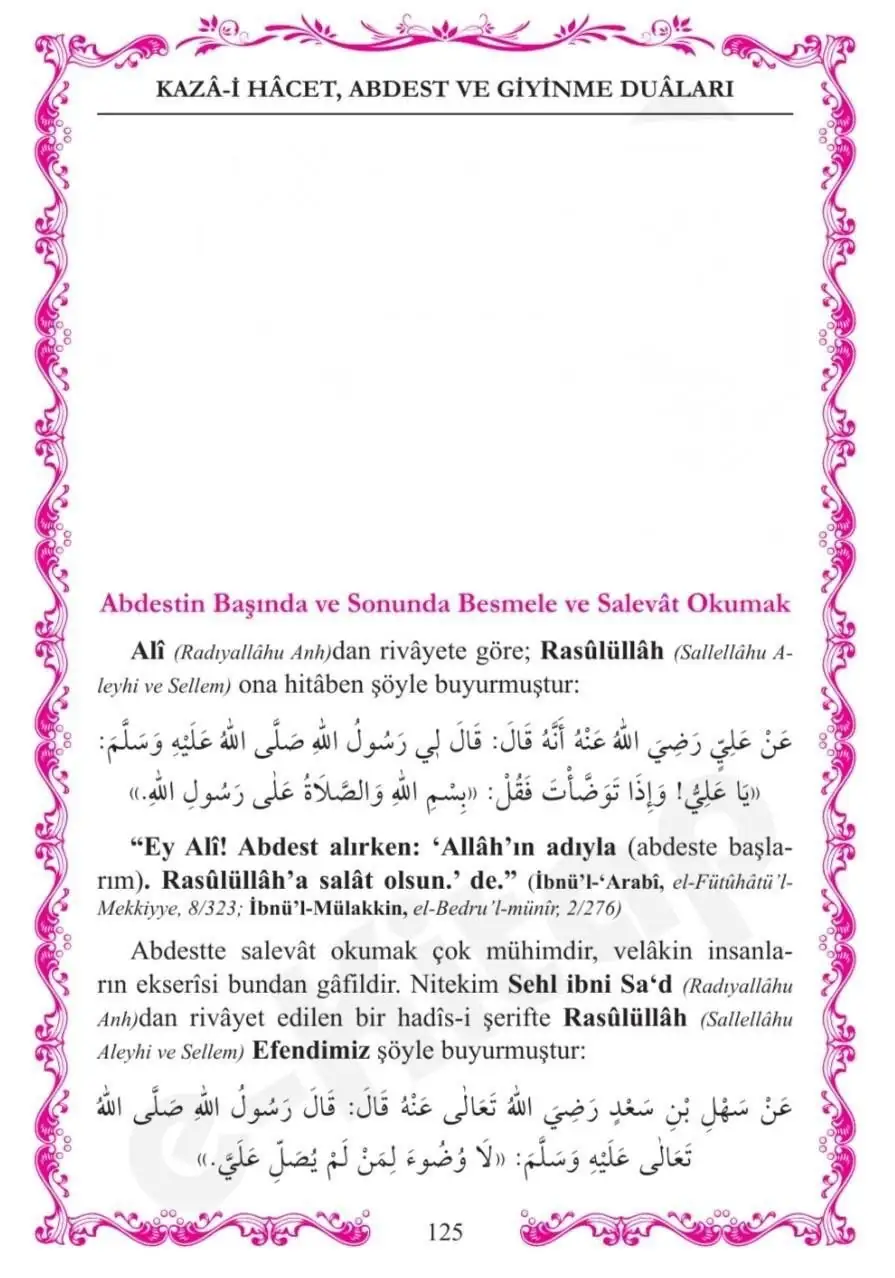 KAZÂ-İ HÂCET, ABDEST VE GİYİNME DUÂLARI
Abdestin Başında ve Sonunda Besmele ve Salevât Okumak
Alî (Radıyallâhu Anh)dan rivâyete göre; Rasûlüllâh (Sallellâhu A-
leyhi ve Sellem) ona hitâben şöyle buyurmuştur:
عَنْ عَلِيٍّ رَضِيَ اللهُ عَنْهُ أَنَّهُ قَالَ: قَالَ لِي رَسُولُ اللهِ صَلَّى اللهُ عَلَيْهِ وَسَلَّمَ:
«يَا عَلِيُّ! وَإِذَا تَوَضَّأْتَ فَقُلْ: «بِسْمِ اللهِ وَالصَّلَاةُ عَلٰى رَسُولِ اللهِ.»
“Ey Alî! Abdest alırken: ‘Allâh’ın adıyla (abdeste başla-
rım). Rasûlüllâh’a salât olsun.’ de.” (İbnü’l-‘Arabî, el-Fütûhâtü’l-
Mekkiyye, 8/323; İbnü’l-Mülakkin, el-Bedru’l-münîr, 2/276)
Abdestte salevât okumak çok mühimdir, velâkin insanla-
rın ekserîsi bundan gâfildir. Nitekim Sehl ibni Sa‘d (Radıyallâhu
Anh)dan rivâyet edilen bir hadîs-i şerifte Rasûlüllâh (Sallellâhu
Aleyhi ve Sellem) Efendimiz şöyle buyurmuştur:
عَنْ سَهْلِ بْنِ سَعْدٍ رَضِيَ اللهُ تَعَالٰى عَنْهُ قَالَ: قَالَ رَسُولُ اللهِ صَلَّى اللهُ
تَعَالٰى عَلَيْهِ وَسَلَّمَ: «لَا وُضُوءَ لِمَنْ لَمْ يُصَلِّ عَلَيَّ.»
125